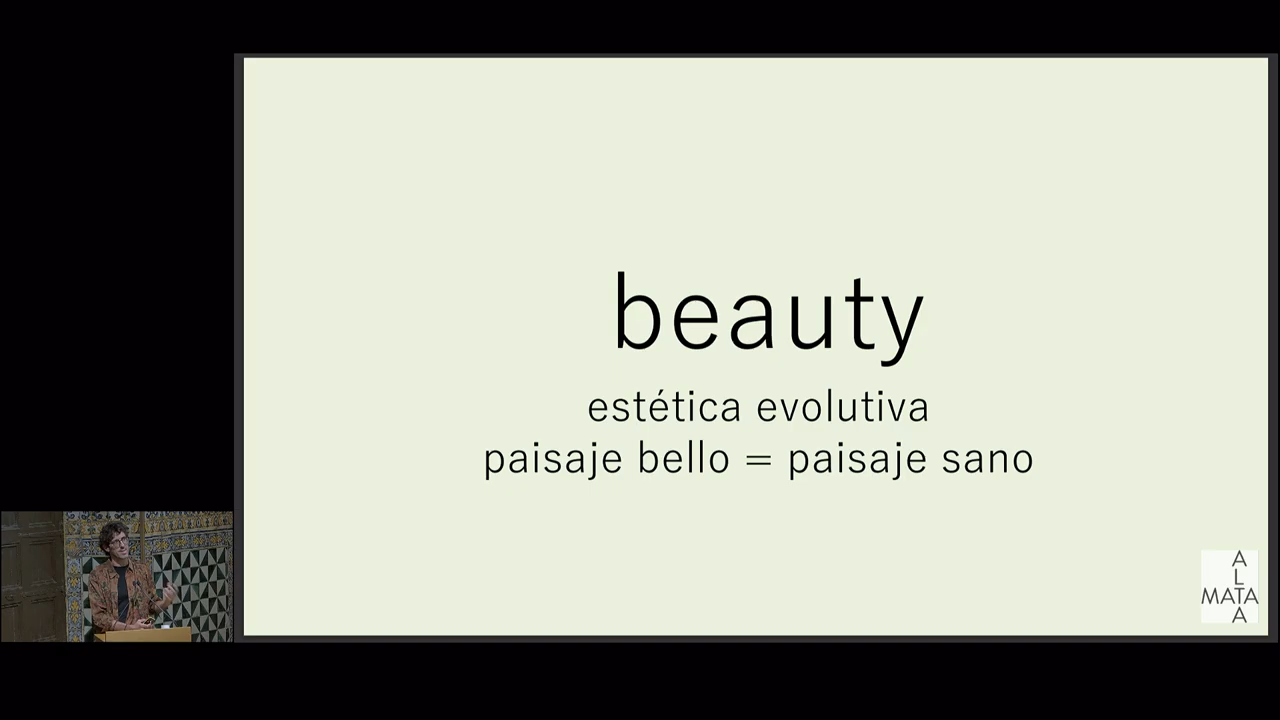 beauty
estética evolutiva
paisaje bello = paisaje sano
A
L
MATA
A